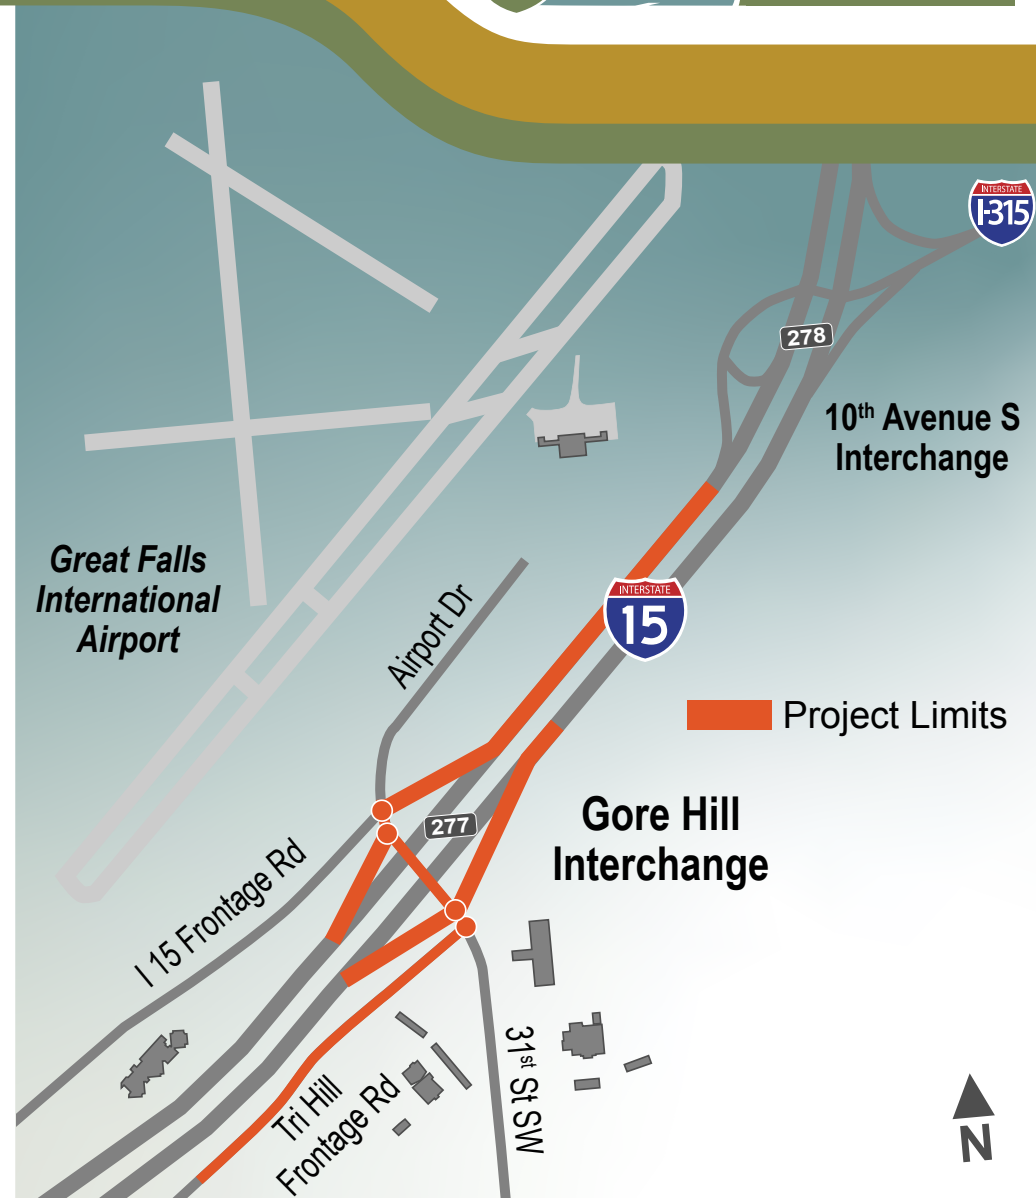 INTERSTATE
I-315
278
10th Avenue S
Interchange
Great Falls
International
Airport
Airport Dr
INTERSTATE
15
Project Limits
277
Gore Hill
Interchange
I 15 Frontage Rd
31st St SW
Tri Hill
Frontage Rd
N